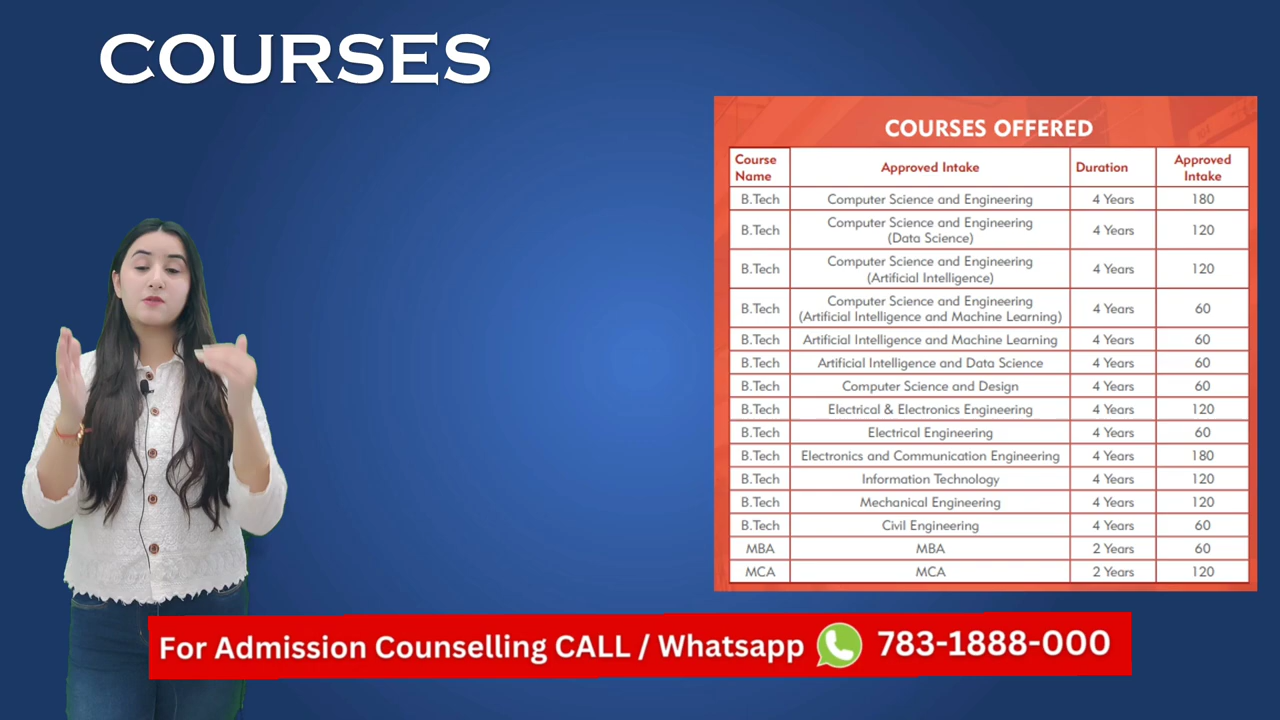 COURSES
COURSES OFFERED
Course Name | Approved Intake | Duration | Approved Intake
B.Tech | Computer Science and Engineering | 4 Years | 180
B.Tech | Computer Science and Engineering (Data Science) | 4 Years | 120
B.Tech | Computer Science and Engineering (Artificial Intelligence) | 4 Years | 120
B.Tech | Computer Science and Engineering (Artificial Intelligence and Machine Learning) | 4 Years | 60
B.Tech | Artificial Intelligence and Machine Learning | 4 Years | 60
B.Tech | Artificial Intelligence and Data Science | 4 Years | 60
B.Tech | Computer Science and Design | 4 Years | 60
B.Tech | Electrical & Electronics Engineering | 4 Years | 120
B.Tech | Electrical Engineering | 4 Years | 60
B.Tech | Electronics and Communication Engineering | 4 Years | 180
B.Tech | Information Technology | 4 Years | 120
B.Tech | Mechanical Engineering | 4 Years | 120
B.Tech | Civil Engineering | 4 Years | 60
MBA | MBA | 2 Years | 60
MCA | MCA | 2 Years | 120
For Admission Counselling CALL / Whatsapp 783-1888-000